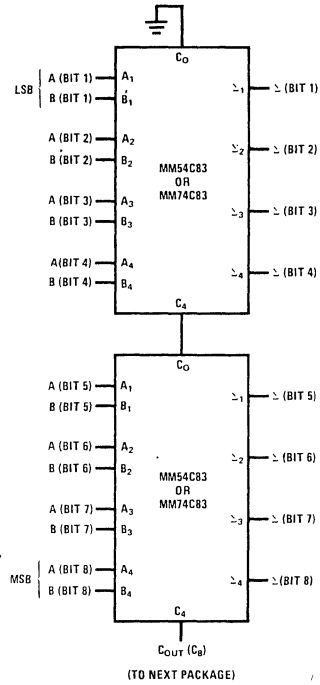 C₀
LSB
A (BIT 1) A₁
B (BIT 1) B₁
Σ₁ Σ (BIT 1)
A (BIT 2) A₂
B (BIT 2) B₂
Σ₂ Σ (BIT 2)
MM54C83
OR
MM74C83
A (BIT 3) A₃
B (BIT 3) B₃
Σ₃ Σ (BIT 3)
A(BIT 4) A₄
B (BIT 4) B₄
Σ₄ Σ (BIT 4)
C₄
C₀
A (BIT 5) A₁
B (BIT 5) B₁
Σ₁ Σ (BIT 5)
A (BIT 6) A₂
B (BIT 6) B₂
Σ₂ Σ (BIT 6)
MM54C83
OR
MM74C83
A (BIT 7) A₃
B (BIT 7) B₃
Σ₃ Σ (BIT 7)
MSB
A (BIT 8) A₄
B (BIT 8) B₄
Σ₄ Σ(BIT 8)
C₄
COUT (C₈)
(TO NEXT PACKAGE)